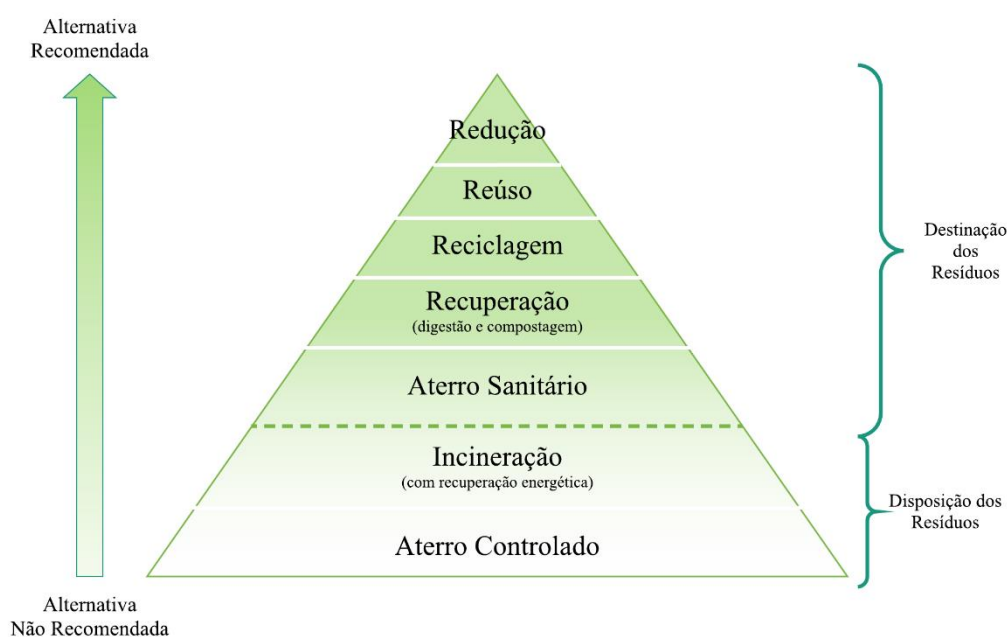 Alternativa
Recomendada
Redução
Reúso
Reciclagem
Recuperação
(digestão e compostagem)
Aterro Sanitário
Incineração
(com recuperação energética)
Aterro Controlado
Destinação
dos
Resíduos
Disposição dos
Resíduos
Alternativa
Não Recomendada